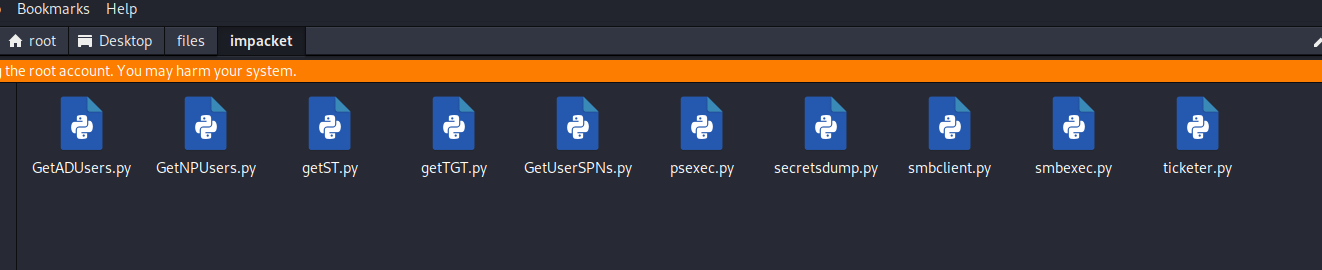 Bookmarks Help
root Desktop files impacket
the root account. You may harm your system.
GetADUsers.py GetNPUsers.py getST.py getTGT.py GetUserSPNs.py psexec.py secretsdump.py smbclient.py smbexec.py ticketer.py